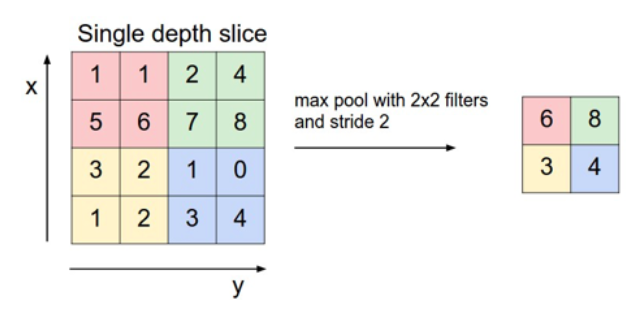 Single depth slice
x
1 1 2 4
5 6 7 8
3 2 1 0
1 2 3 4
y
max pool with 2x2 filters
and stride 2
6 8
3 4